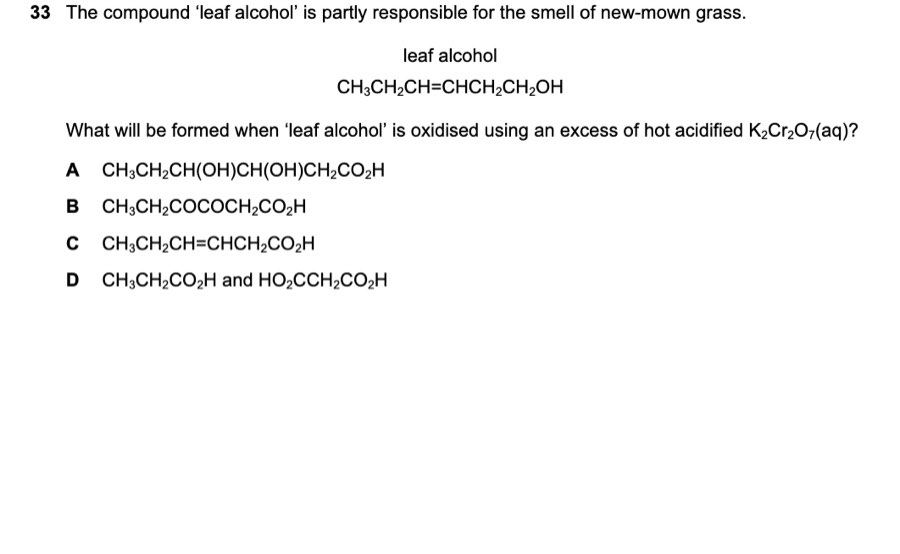 33 The compound ‘leaf alcohol’ is partly responsible for the smell of new-mown grass.
leaf alcohol
CH₃CH₂CH=CHCH₂CH₂OH
What will be formed when ‘leaf alcohol’ is oxidised using an excess of hot acidified K₂Cr₂O₇(aq)?
A CH₃CH₂CH(OH)CH(OH)CH₂CO₂H
B CH₃CH₂COCOCH₂CO₂H
C CH₃CH₂CH=CHCH₂CO₂H
D CH₃CH₂CO₂H and HO₂CCH₂CO₂H